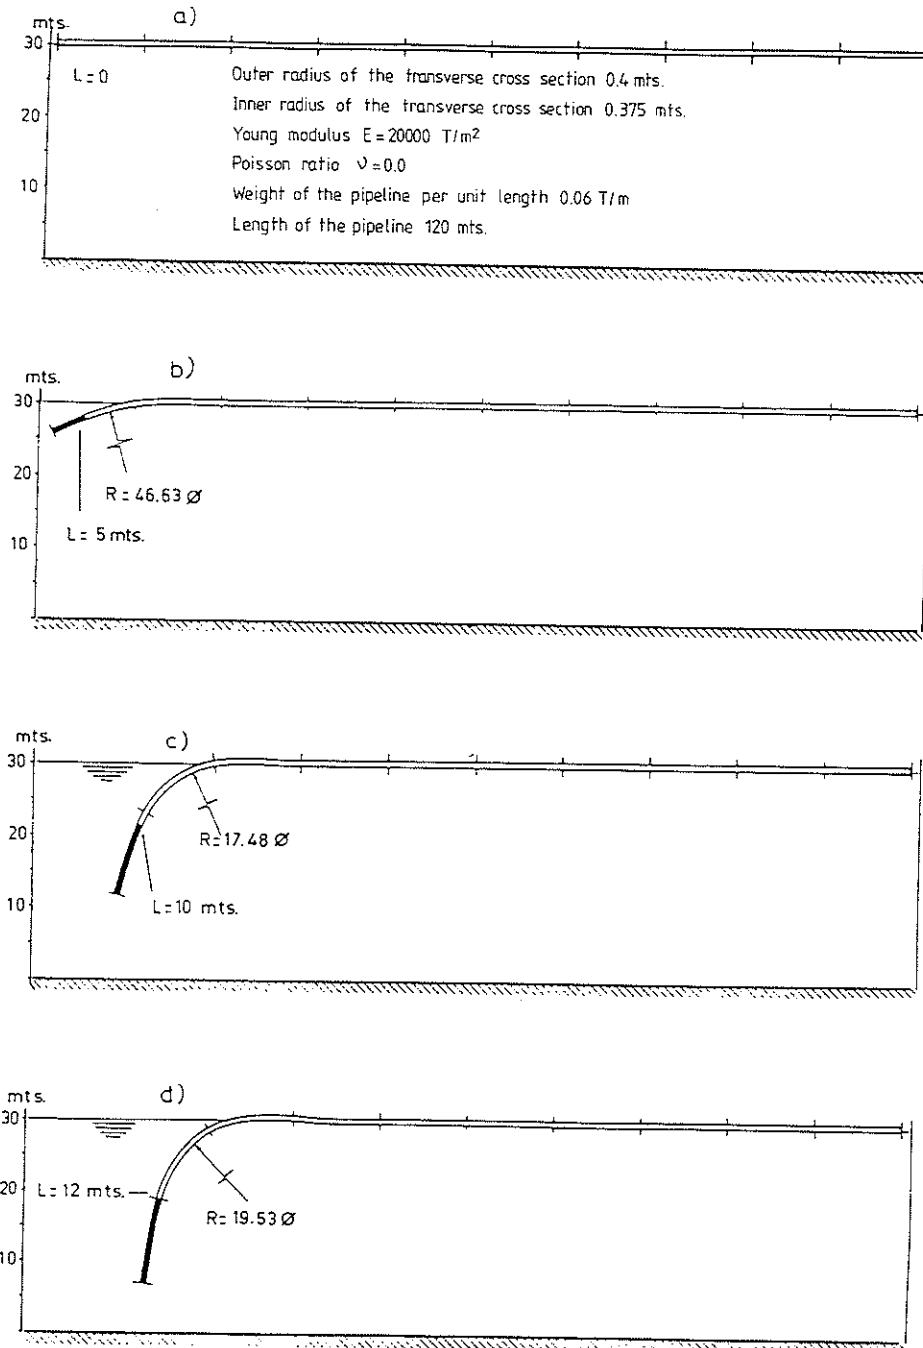 a)
mts.
30
20
10
L=0
Outer radius of the transverse cross section 0.4 mts.
Inner radius of the transverse cross section 0.375 mts.
Young modulus E=20000 T/m²
Poisson ratio ν=0.0
Weight of the pipeline per unit length 0.06 T/m
Length of the pipeline 120 mts.
b)
mts.
30
20
10
R=46.63 Ø
L= 5 mts.
c)
mts.
30
20
10
R=17.48 Ø
L=10 mts.
d)
mts.
30
20
10
L=12 mts.
R=19.53 Ø